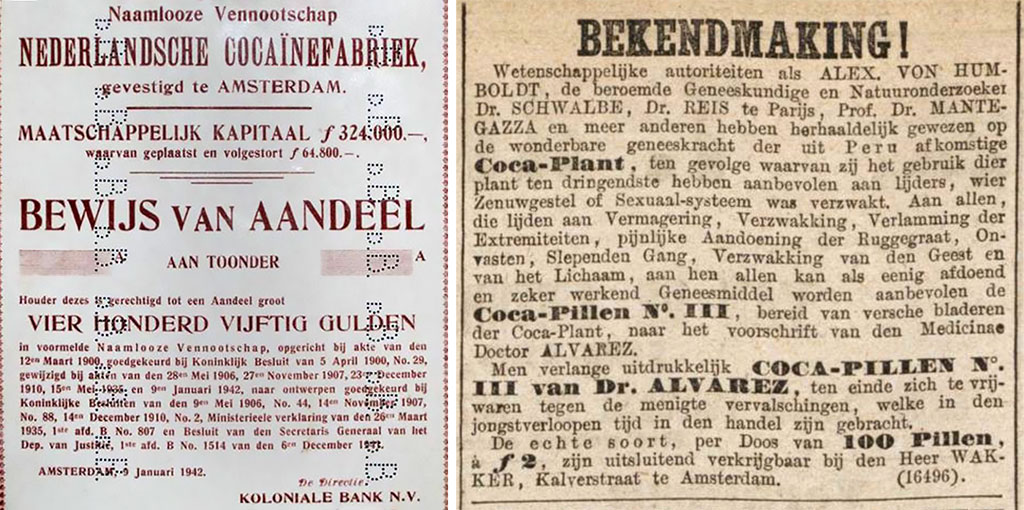 Naamlooze Vennootschap
NEDERLANDSCHE COCAÏNEFABRIEK,
gevestigd te AMSTERDAM.
MAATSCHAPPELIJK KAPITAAL f 324.000.—,
waarvan geplaatst en volgestort f 64.800.—.
BEWIJS VAN AANDEEL
A AAN TOONDER A
Houder dezes is gerechtigd tot een Aandeel groot
VIER HONDERD VIJFTIG GULDEN
in voormelde Naamlooze Vennootschap, opgericht bij akte van den
12en Maart 1900, goedgekeurd bij Koninklijk Besluit van 5 April 1900, No. 29,
gewijzigd bij akten van den 28en Mei 1906, 27en November 1907, 23en December
1910, 15en Mei 1935 en 9en Januari 1942, naar ontwerpen goedgekeurd bij
Koninklijke Besluiten van den 9en Mei 1906, No. 44, 14en November 1907,
No. 88, 14en December 1910, No. 2, Ministerieele verklaring van den 26en Maart
1935, 1ste afd. B No. 807 en Besluit van den Secretaris Generaal van het
Dep. van Justitie, 1ste afd. B No. 1514 van den 6en December
AMSTERDAM, 9 Januari 1942.
De Directie:
KOLONIALE BANK N.V.
BEKENDMAKING!
Wetenschappelijke autoriteiten als ALEX. VON HUM-
BOLDT, de beroemde Geneeskundige en Natuuronderzoeker
Dr. SCHWALBE, Dr. REIS te Parijs, Prof. Dr. MANTE-
GAZZA en meer anderen hebben herhaaldelijk gewezen op
de wonderbare geneeskracht der uit Peru afkomstige
Coca-Plant, ten gevolge waarvan zij het gebruik dier
plant ten dringendste hebben aanbevolen aan lijders, wier
Zenuwgestel of Sexuaal-systeem was verzwakt. Aan allen,
die lijden aan Vermagering, Verzwakking, Verlamming der
Extremiteiten, pijnlijke Aandoening der Ruggegraat, On-
vasten, Slependen Gang, Verzwakking van den Geest en
van het Lichaam, aan hen allen kan als eenig afdoend
en zeker werkend Geneesmiddel worden aanbevolen de
Coca-Pillen No. III, bereid van versche bladeren
der Coca-Plant, naar het voorschrift van den Medicinae
Doctor ALVAREZ.
Men verlange uitdrukkelijk COCA-PILLEN No.
III van Dr. ALVAREZ, ten einde zich te vrij-
waren tegen de menigte vervalschingen, welke in den
jongstverloopen tijd in den handel zijn gebracht.
De echte soort, per Doos van 100 Pillen,
à f 2, zijn uitsluitend verkrijgbaar bij den Heer WAK-
KER, Kalverstraat te Amsterdam. (16496).